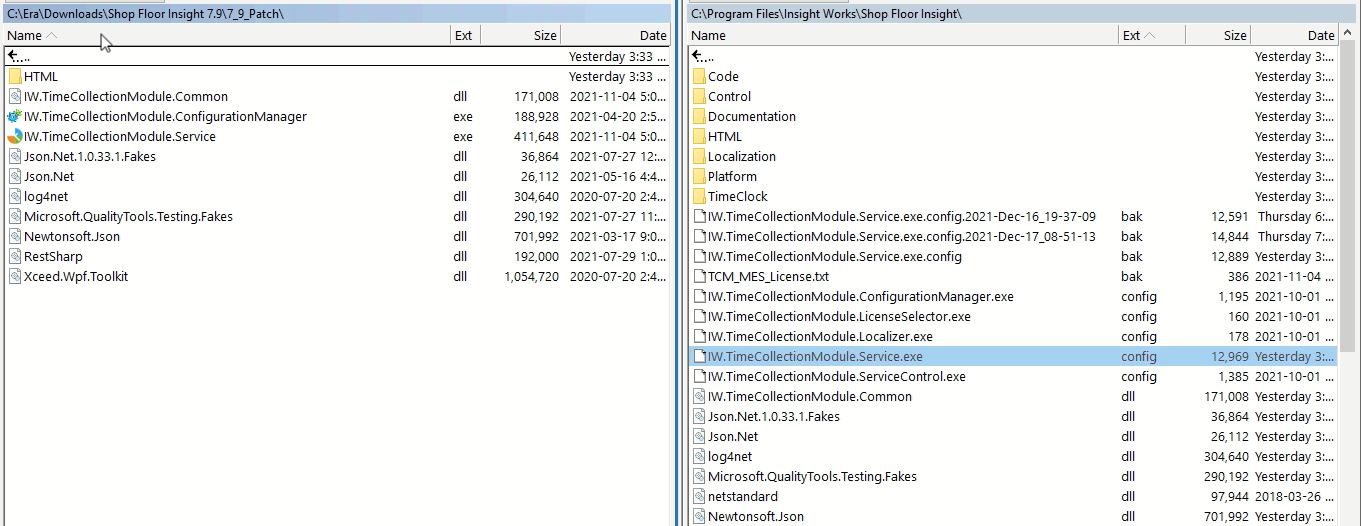 C:\Era\Downloads\Shop Floor Insight 7.9\7_9_Patch\
Name Ext Size Date
.. Yesterday 3:33 ...
HTML Yesterday 3:33 ...
IW.TimeCollectionModule.Common dll 171,008 2021-11-04 5:0...
IW.TimeCollectionModule.ConfigurationManager exe 188,928 2021-04-20 2:5...
IW.TimeCollectionModule.Service exe 411,648 2021-11-04 5:0...
Json.Net.1.0.33.1.Fakes dll 36,864 2021-07-27 12:...
Json.Net dll 26,112 2021-05-16 4:4...
log4net dll 304,640 2020-07-20 2:4...
Microsoft.QualityTools.Testing.Fakes dll 290,192 2021-07-27 11:...
Newtonsoft.Json dll 701,992 2021-03-17 9:0...
RestSharp dll 192,000 2021-07-29 1:0...
Xceed.Wpf.Toolkit dll 1,054,720 2020-07-20 2:4...
C:\Program Files\Insight Works\Shop Floor Insight\
Name Ext Size Date
.. Yesterday 3:...
Code Yesterday 3:...
Control Yesterday 3:...
Documentation Yesterday 3:...
HTML Yesterday 3:...
Localization Yesterday 3:...
Platform Yesterday 3:...
TimeClock Yesterday 3:...
IW.TimeCollectionModule.Service.exe.config.2021-Dec-16_19-37-09 bak 12,591 Thursday 6:...
IW.TimeCollectionModule.Service.exe.config.2021-Dec-17_08-51-13 bak 14,844 Thursday 7:...
IW.TimeCollectionModule.Service.exe.config bak 12,889 Yesterday 3:...
TCM_MES_License.txt bak 386 2021-11-04 ...
IW.TimeCollectionModule.ConfigurationManager.exe config 1,195 2021-10-01 ...
IW.TimeCollectionModule.LicenseSelector.exe config 160 2021-10-01 ...
IW.TimeCollectionModule.Localizer.exe config 178 2021-10-01 ...
IW.TimeCollectionModule.Service.exe config 12,969 Yesterday 3:...
IW.TimeCollectionModule.ServiceControl.exe config 1,385 2021-10-01 ...
IW.TimeCollectionModule.Common dll 171,008 Yesterday 3:...
Json.Net.1.0.33.1.Fakes dll 36,864 Yesterday 3:...
Json.Net dll 26,112 Yesterday 3:...
log4net dll 304,640 Yesterday 3:...
Microsoft.QualityTools.Testing.Fakes dll 290,192 Yesterday 3:...
netstandard dll 97,944 2018-03-26 ...
Newtonsoft.Json dll 701,992 Yesterday 3:...